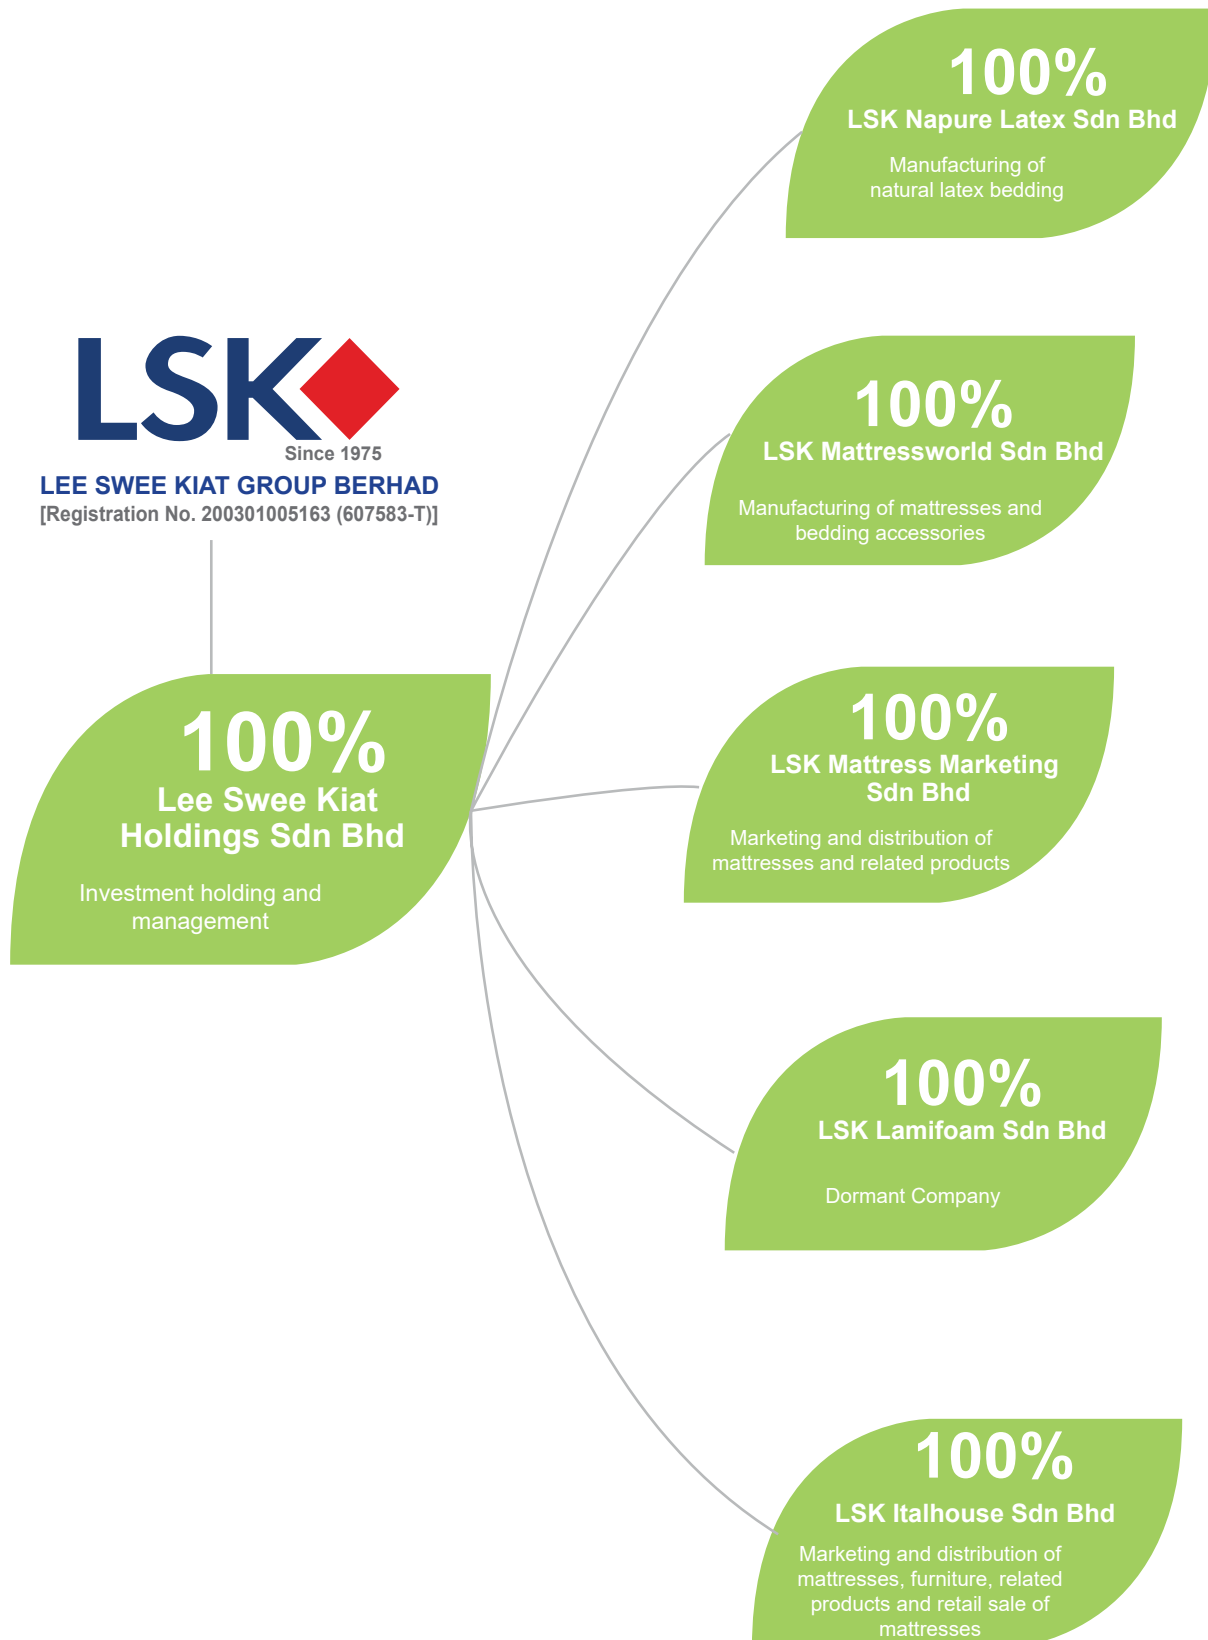 LSK
Since 1975
LEE SWEE KIAT GROUP BERHAD
[Registration No. 200301005163 (607583-T)]
100%
Lee Swee Kiat
Holdings Sdn Bhd
Investment holding and
management
100%
LSK Napure Latex Sdn Bhd
Manufacturing of
natural latex bedding
100%
LSK Mattressworld Sdn Bhd
Manufacturing of mattresses and
bedding accessories
100%
LSK Mattress Marketing
Sdn Bhd
Marketing and distribution of
mattresses and related products
100%
LSK Lamifoam Sdn Bhd
Dormant Company
100%
LSK Italhouse Sdn Bhd
Marketing and distribution of
mattresses, furniture, related
products and retail sale of
mattresses